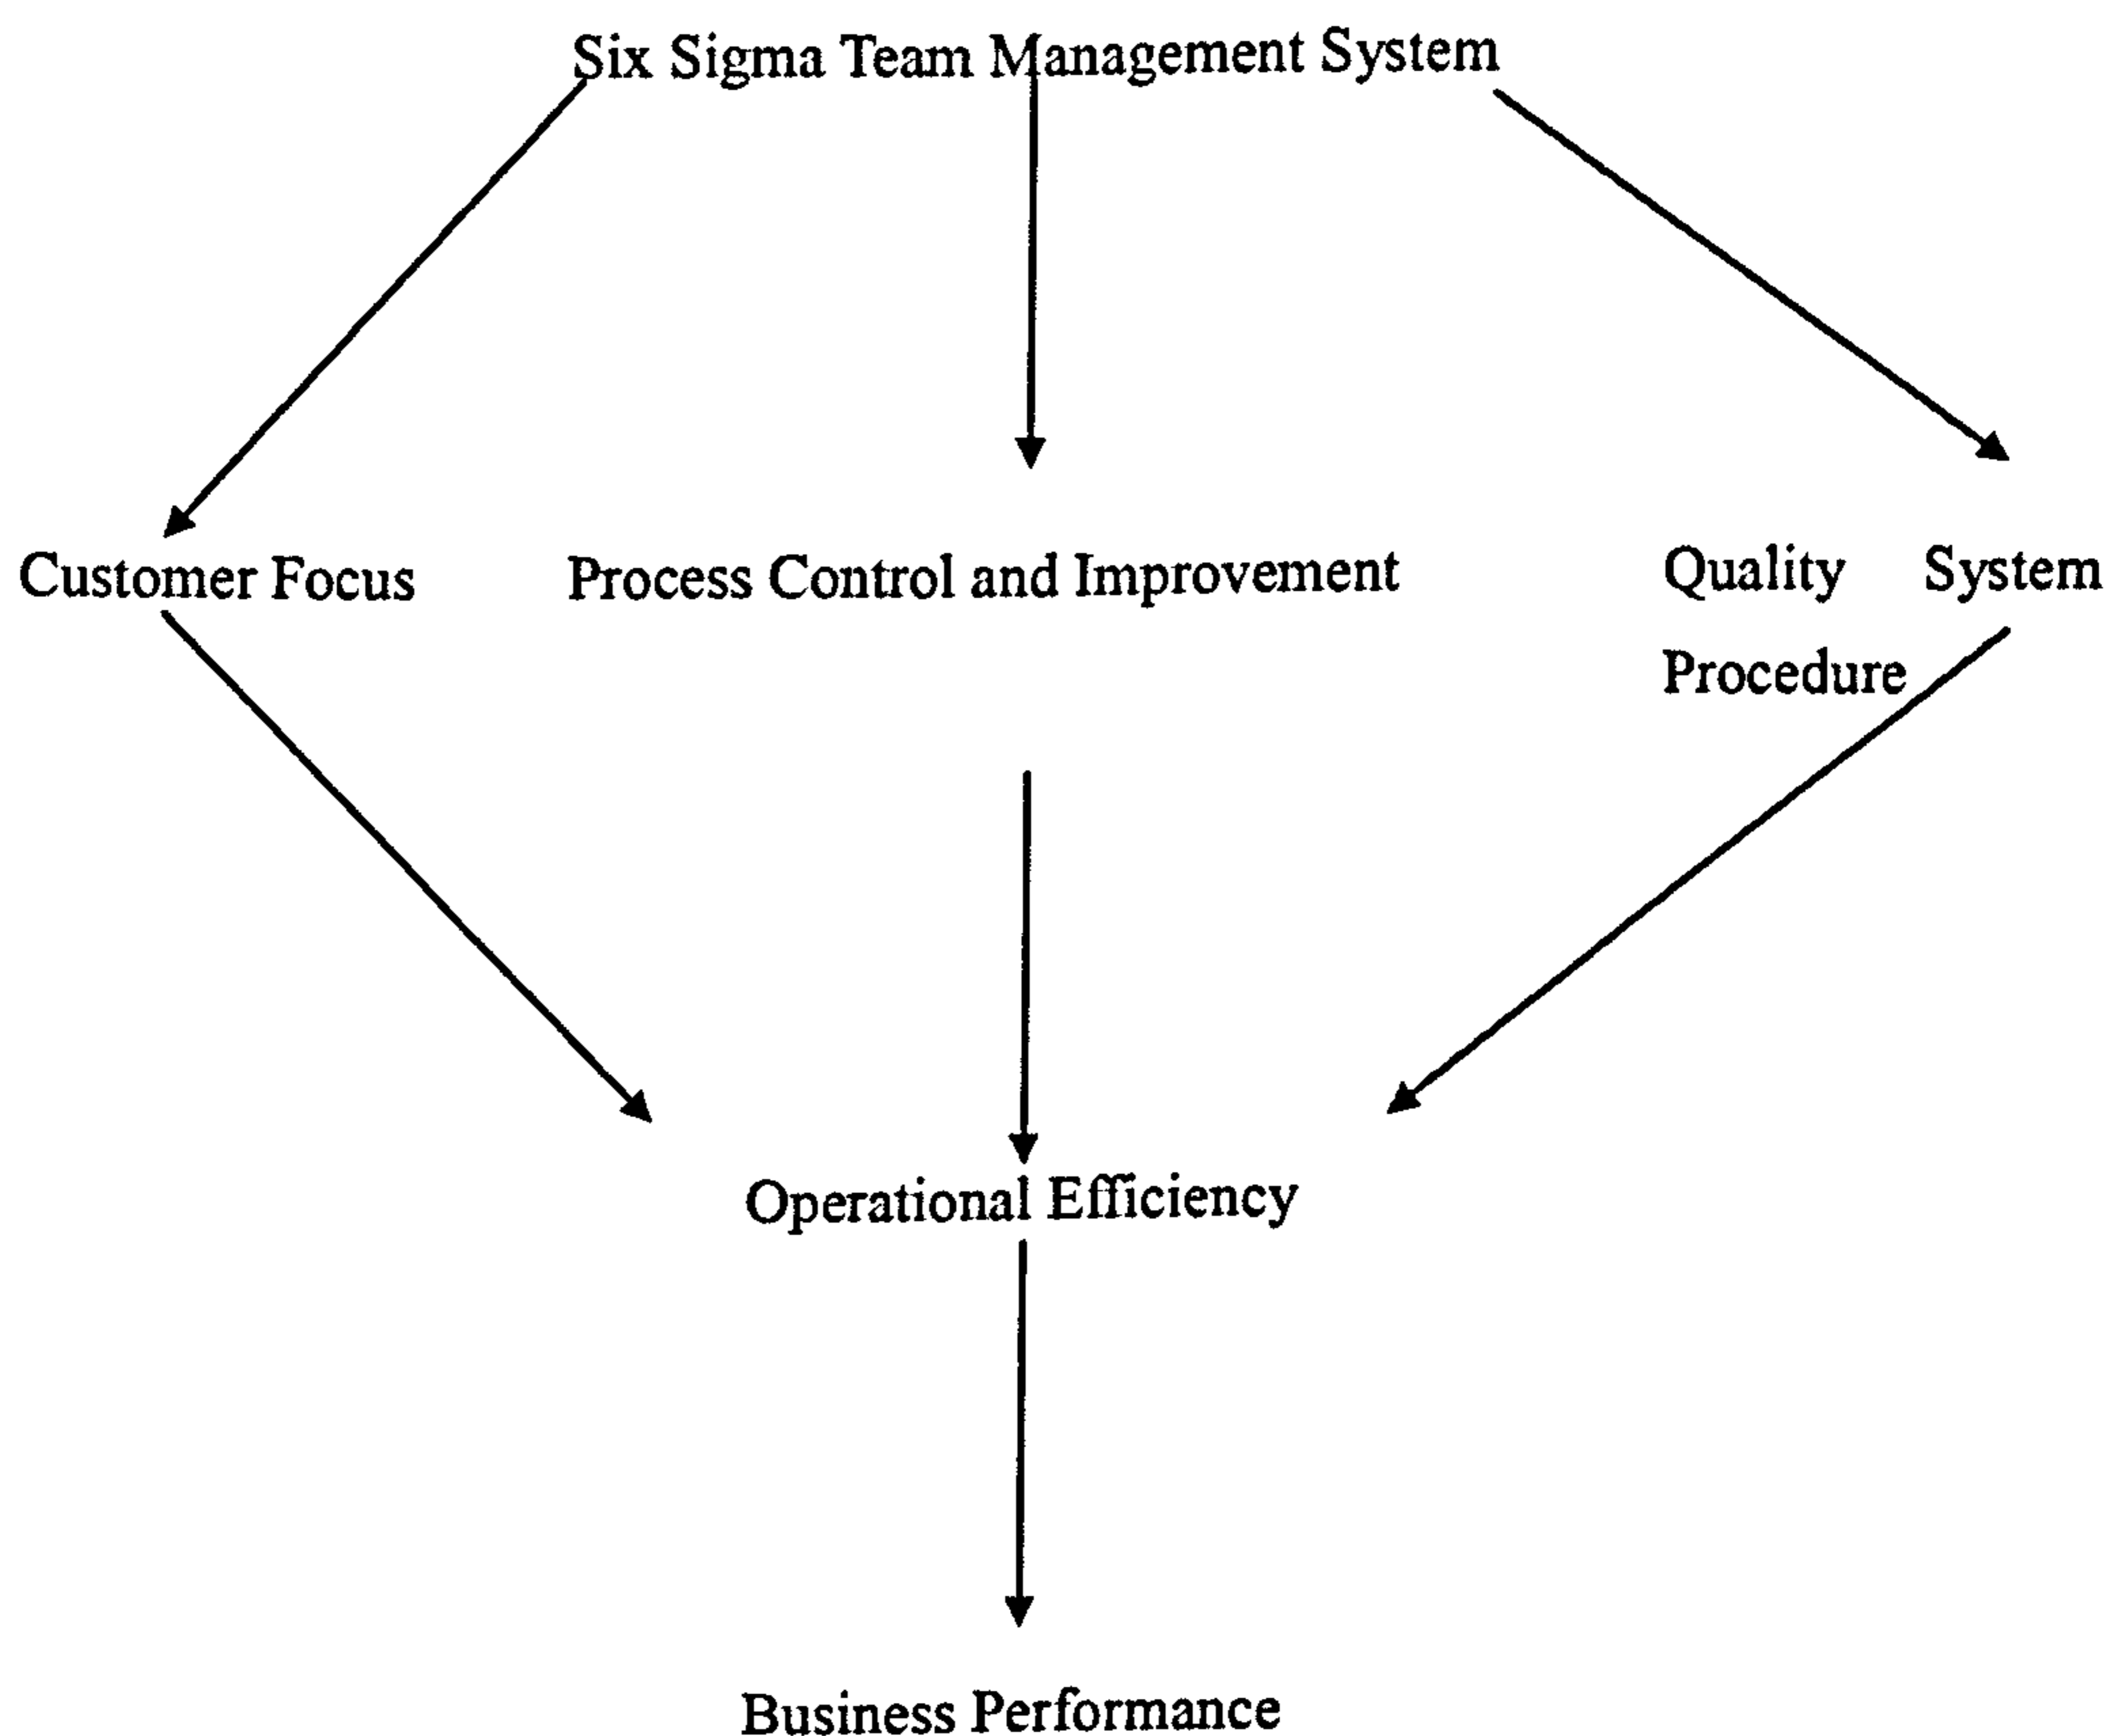 Six Sigma Team Management System
Customer Focus
Process Control and Improvement
Quality System
Procedure
Operational Efficiency
Business Performance